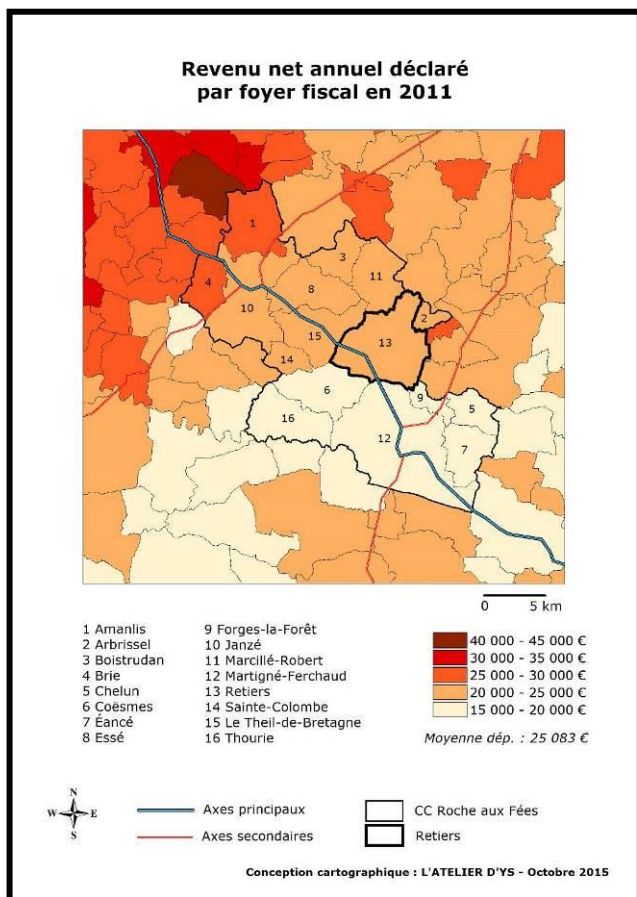 Revenu net annuel déclaré
par foyer fiscal en 2011
1
3
4
11
8
10
2
15
13
14
6
9
5
16
12
7
0 5 km
1 Amanlis
2 Arbrissel
3 Boistrudan
4 Brie
5 Chelun
6 Coësmes
7 Éancé
8 Essé
9 Forges-la-Forêt
10 Janzé
11 Marcillé-Robert
12 Martigné-Ferchaud
13 Retiers
14 Sainte-Colombe
15 Le Theil-de-Bretagne
16 Thourie
40 000 - 45 000 €
30 000 - 35 000 €
25 000 - 30 000 €
20 000 - 25 000 €
15 000 - 20 000 €
Moyenne dép. : 25 083 €
N
W E
S
Axes principaux
Axes secondaires
CC Roche aux Fées
Retiers
Conception cartographique : L'ATELIER D'YS - Octobre 2015